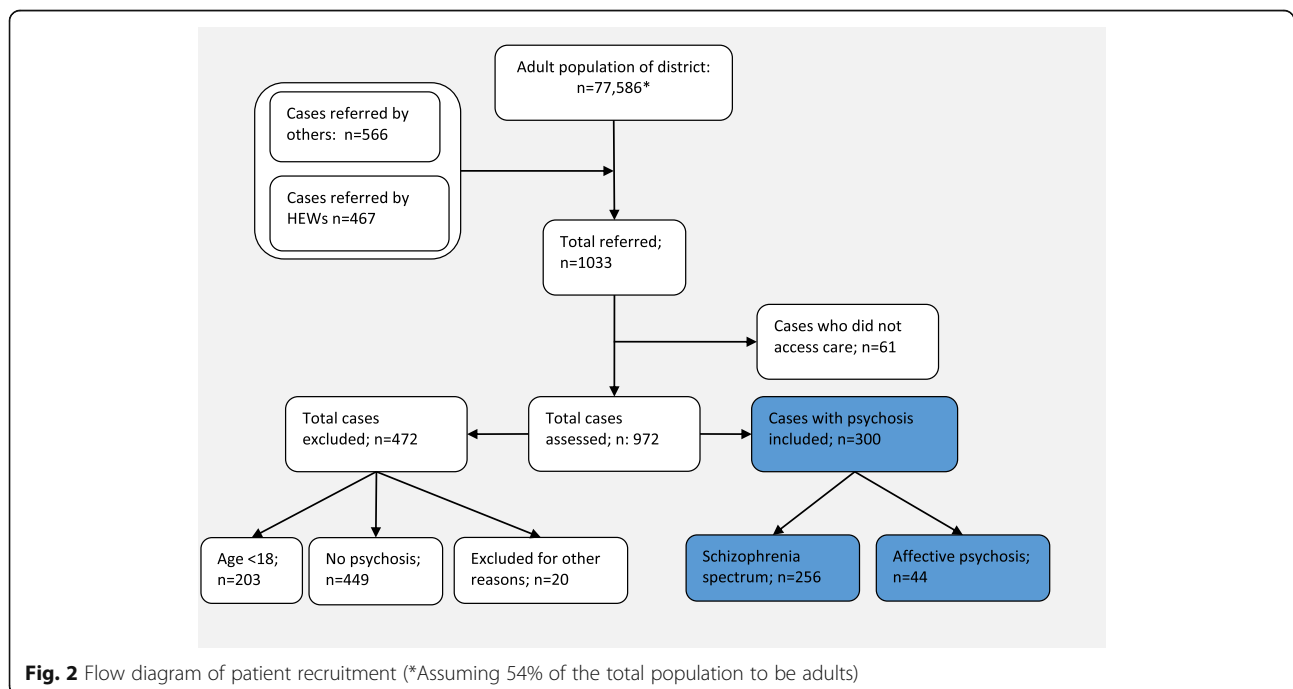 Adult population of district:
n=77,586*
Cases referred by
others: n=566
Cases referred by
HEWs n=467
Total referred;
n=1033
Cases who did not
access care; n=61
Total cases
excluded; n=472
Total cases
assessed; n: 972
Cases with psychosis
included; n=300
Age <18;
n=203
No psychosis;
n=449
Excluded for other
reasons; n=20
Schizophrenia
spectrum; n=256
Affective psychosis;
n=44
Fig. 2 Flow diagram of patient recruitment (*Assuming 54% of the total population to be adults)